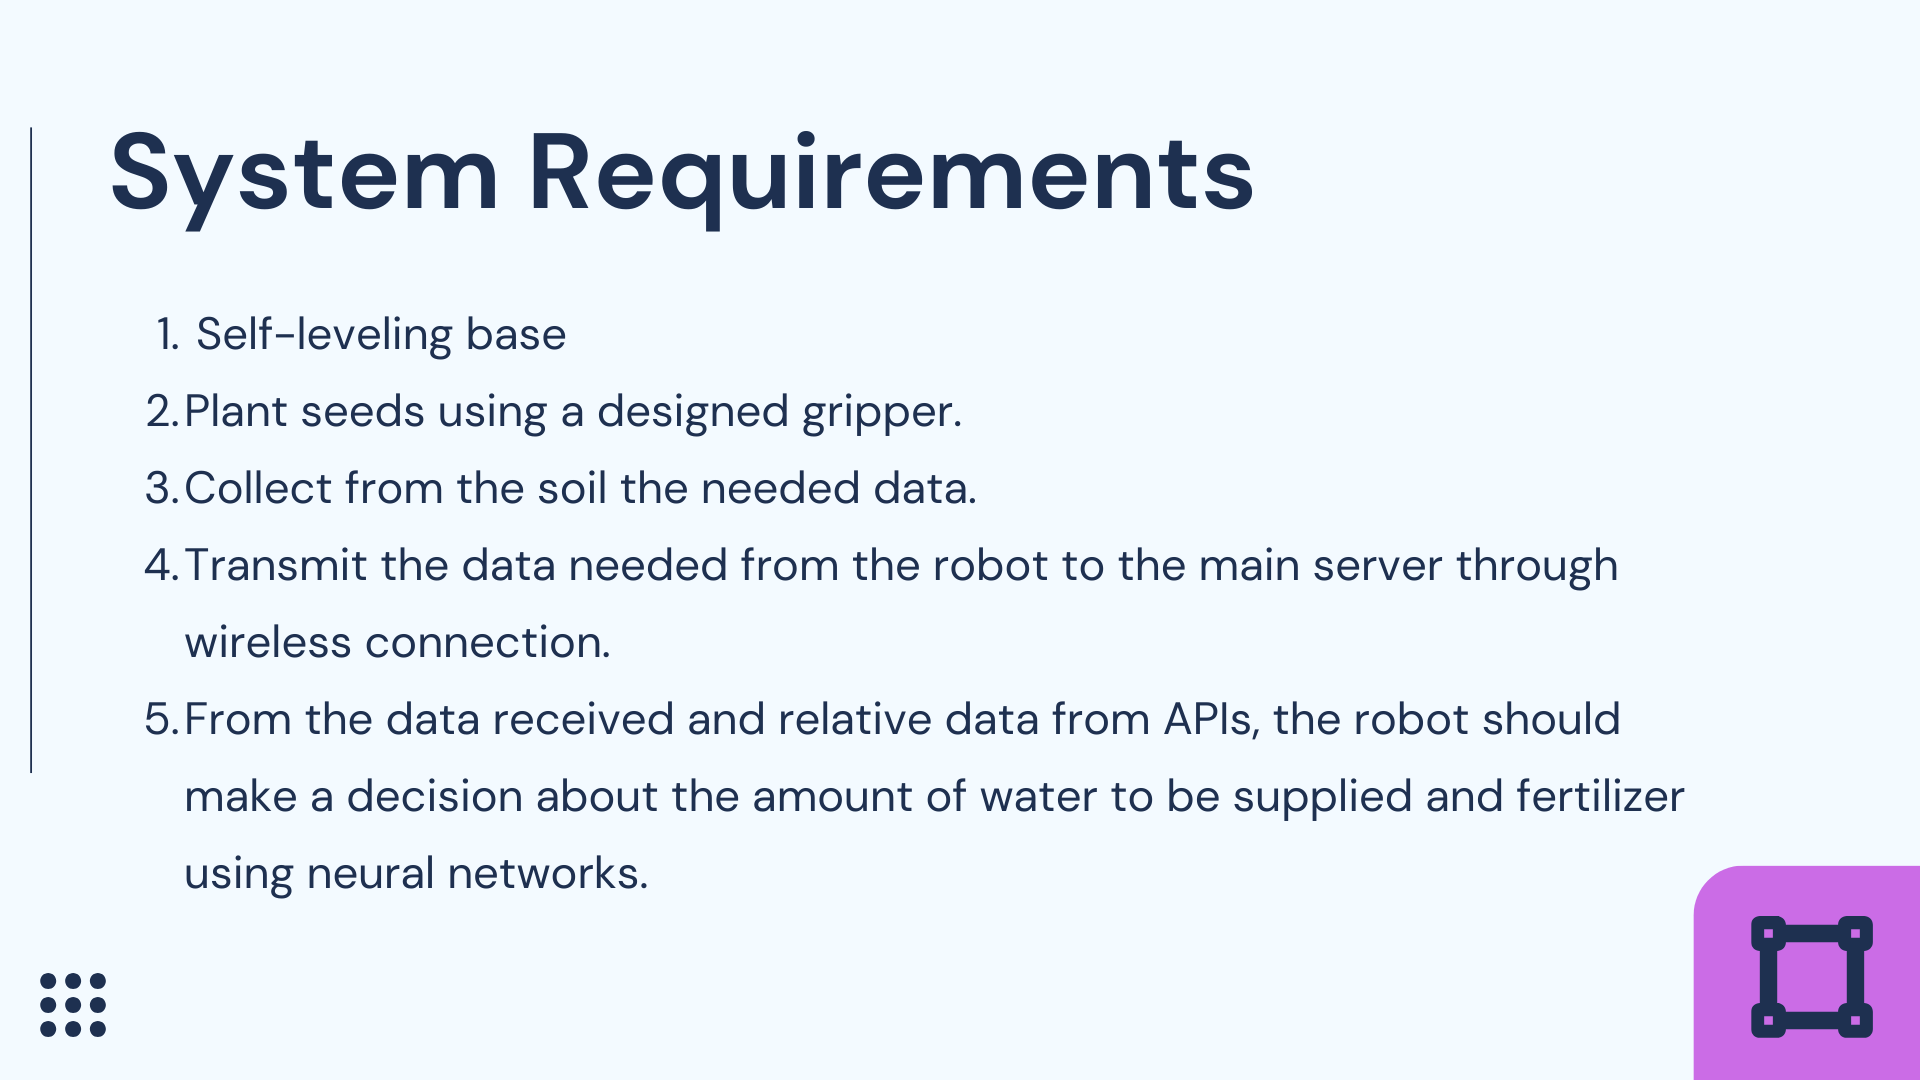 System Requirements
1. Self-leveling base
2. Plant seeds using a designed gripper.
3. Collect from the soil the needed data.
4. Transmit the data needed from the robot to the main server through
wireless connection.
5. From the data received and relative data from APIs, the robot should
make a decision about the amount of water to be supplied and fertilizer
using neural networks.